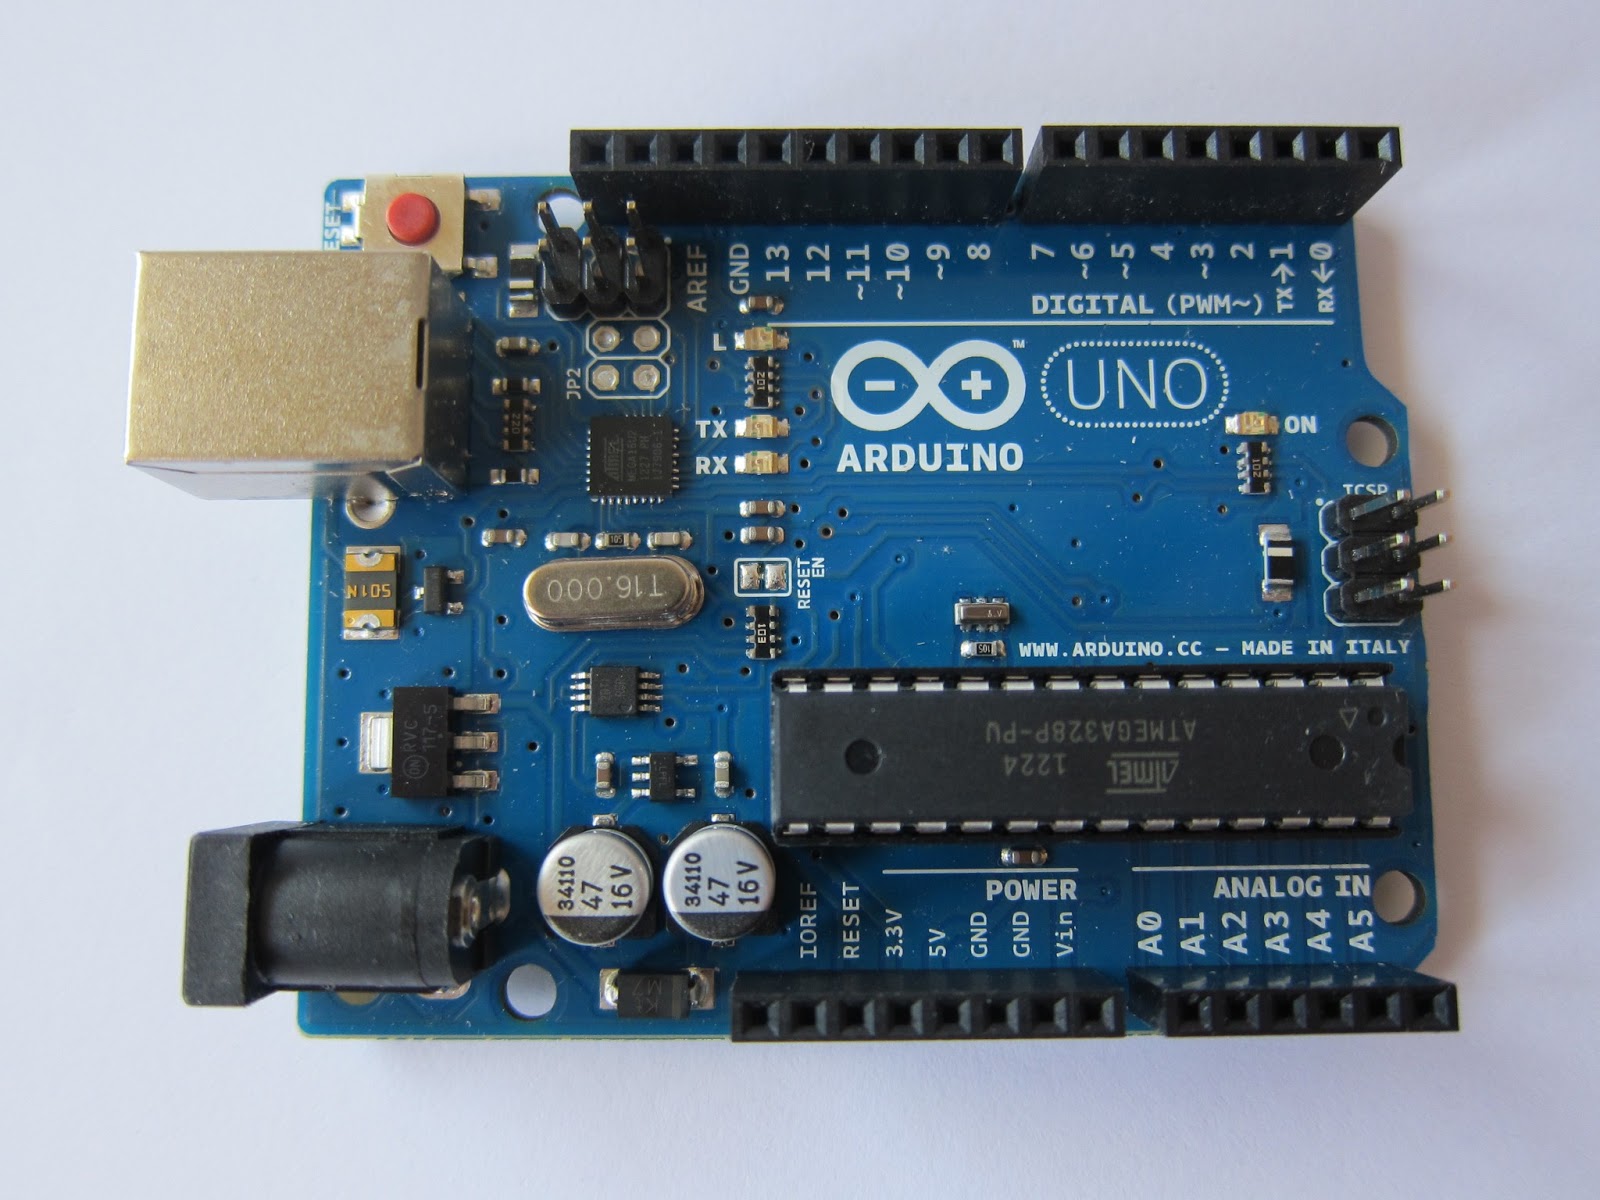 RESET
AREF
GND
13
12
~11
~10
~9
8
7
~6
~5
4
~3
2
TX→1
RX←0
DIGITAL (PWM~)
L
TX
RX
JP2
ARDUINO
™
UNO
ON
ICSP
RESET
EN
T16.000
501N
WWW.ARDUINO.CC – MADE IN ITALY
ATMEL
ATMEGA328P-PU
1224
34110
47
16V
34110
47
16V
M7
POWER
IOREF
RESET
3.3V
5V
GND
GND
Vin
ANALOG IN
A0
A1
A2
A3
A4
A5